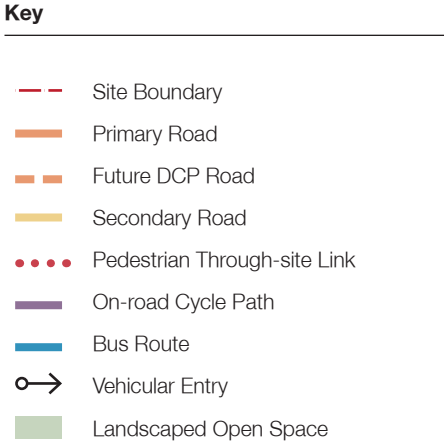 Key
Site Boundary
Primary Road
Future DCP Road
Secondary Road
Pedestrian Through-site Link
On-road Cycle Path
Bus Route
Vehicular Entry
Landscaped Open Space